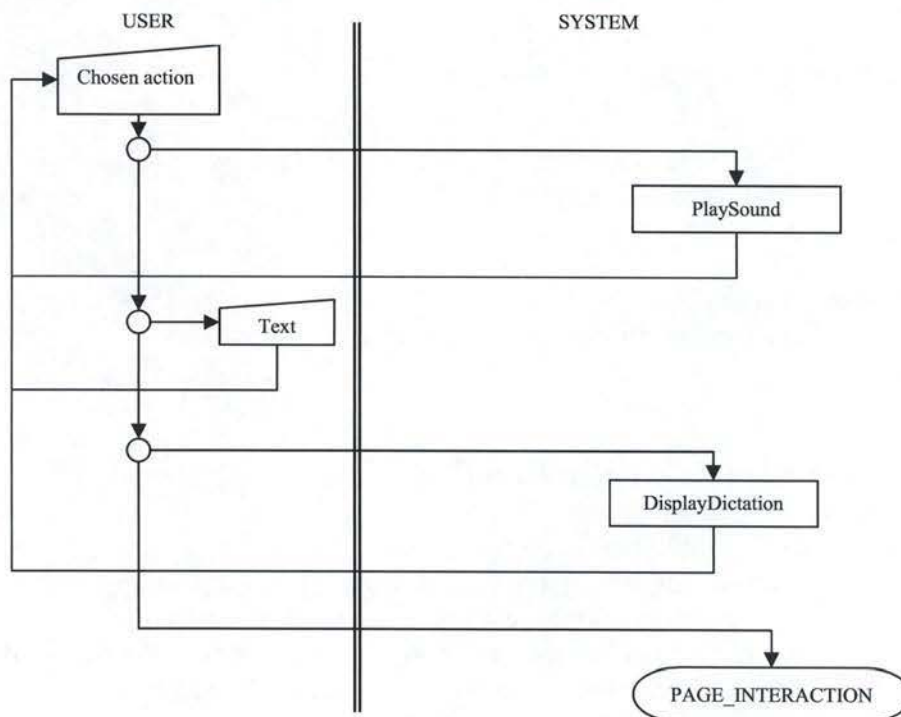 USER
SYSTEM
Chosen action
PlaySound
Text
DisplayDictation
PAGE_INTERACTION